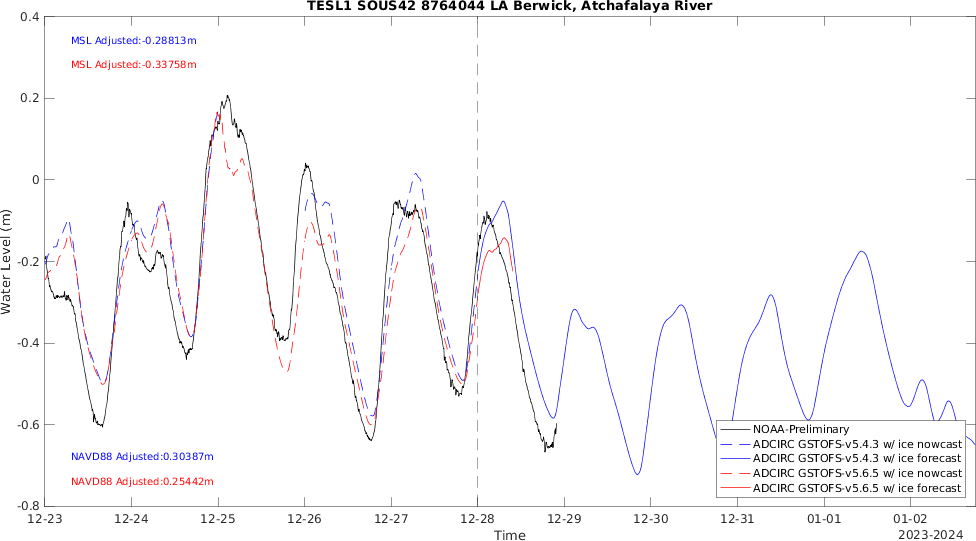 TESL1 SOUS42 8764044 LA Berwick, Atchafalaya River
MSL Adjusted:-0.28813m
MSL Adjusted:-0.33758m
Water Level (m)
0.4
0.2
0
-0.2
-0.4
-0.6
-0.8
NAVD88 Adjusted:0.30387m
NAVD88 Adjusted:0.25442m
NOAA-Preliminary
ADCIRC GSTOFS-v5.4.3 w/ ice nowcast
ADCIRC GSTOFS-v5.4.3 w/ ice forecast
ADCIRC GSTOFS-v5.6.5 w/ ice nowcast
ADCIRC GSTOFS-v5.6.5 w/ ice forecast
12-23 12-24 12-25 12-26 12-27 12-28 12-29 12-30 12-31 01-01 01-02
Time
2023-2024